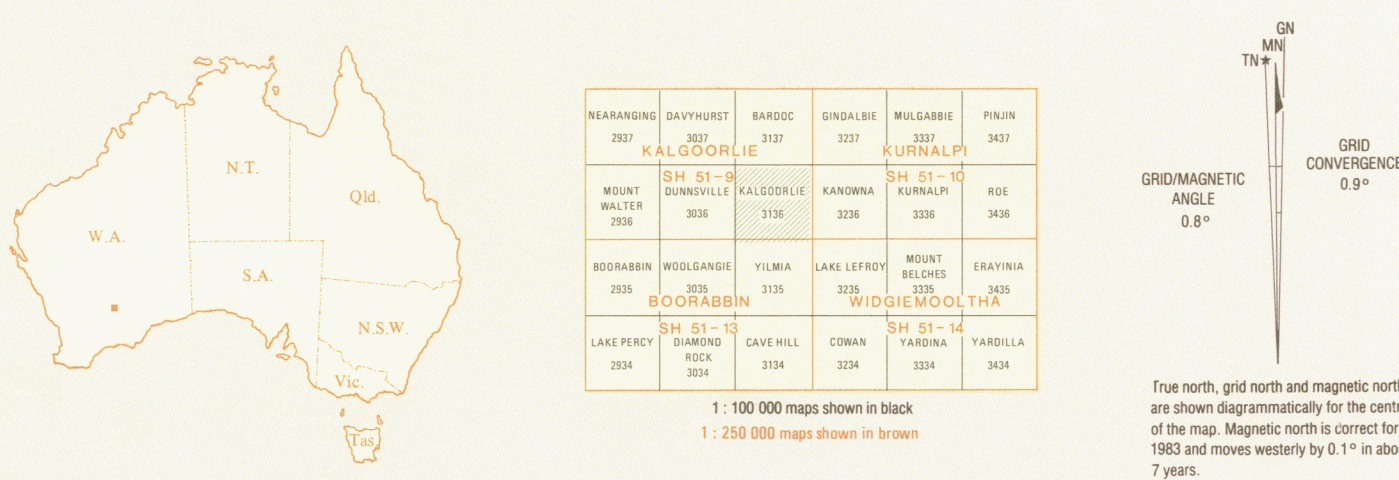 N.T.
Qld.
W.A.
S.A.
N.S.W.
Vic.
Tas.
NEARANGING DAVYHURST BARDOC GINDALBIE MULGABBIE PINJIN
2937 3037 3137 3237 3337 3437
KALGOORLIE KURNALPI
SH 51-9 SH 51-10
MOUNT WALTER DUNNSVILLE KALGOORLIE KANOWNA KURNALPI ROE
2936 3036 3136 3236 3336 3436
BOORABBIN WOOLGANGIE YILMIA LAKE LEFROY MOUNT BELCHES ERAYINIA
2935 3035 3135 3235 3335 3435
BOORABBIN WIDGIEMOOLTHA
SH 51-13 SH 51-14
LAKE PERCY DIAMOND ROCK CAVE HILL COWAN YARDINA YARDILLA
2934 3034 3134 3234 3334 3434
1 : 100 000 maps shown in black
1 : 250 000 maps shown in brown
GN
MN
TN
GRID/MAGNETIC
ANGLE
0.8°
GRID
CONVERGENCE
0.9°
True north, grid north and magnetic north
are shown diagrammatically for the centr
of the map. Magnetic north is correct for
1983 and moves westerly by 0.1° in abo
7 years.